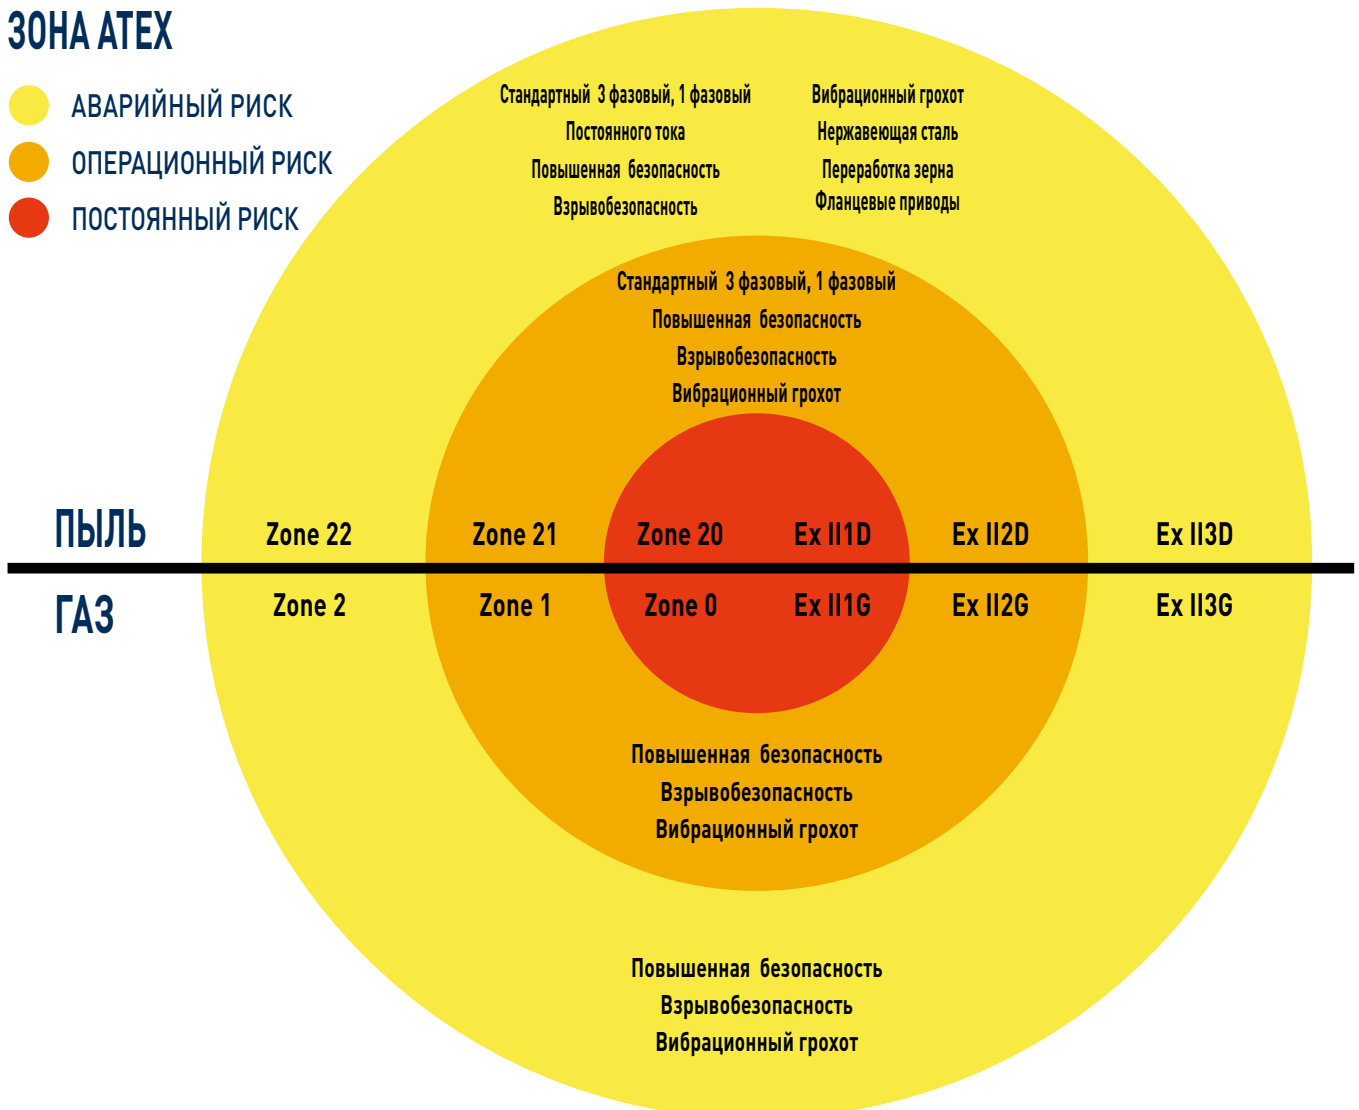 ЗОНА ATEX
АВАРИЙНЫЙ РИСК
ОПЕРАЦИОННЫЙ РИСК
ПОСТОЯННЫЙ РИСК
Стандартный 3 фазовый, 1 фазовый
Постоянного тока
Повышенная безопасность
Взрывобезопасность
Вибрационный грохот
Нержавеющая сталь
Переработка зерна
Фланцевые приводы
Стандартный 3 фазовый, 1 фазовый
Повышенная безопасность
Взрывобезопасность
Вибрационный грохот
ПЫЛЬ Zone 22 Zone 21 Zone 20 Ex II1D Ex II2D Ex II3D
ГАЗ Zone 2 Zone 1 Zone 0 Ex II1G Ex II2G Ex II3G
Повышенная безопасность
Взрывобезопасность
Вибрационный грохот
Повышенная безопасность
Взрывобезопасность
Вибрационный грохот